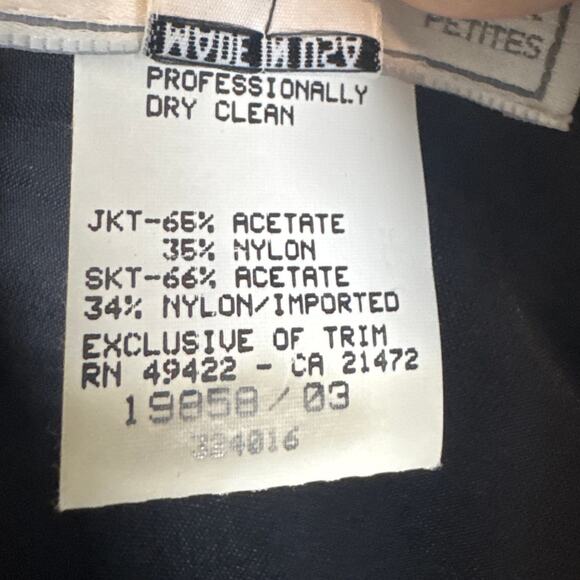 PETITES
MADE IN USA
PROFESSIONALLY
DRY CLEAN
JKT-65% ACETATE
35% NYLON
SKT-66% ACETATE
34% NYLON/IMPORTED
EXCLUSIVE OF TRIM
RN 49422 - CA 21472
19858/03
324016